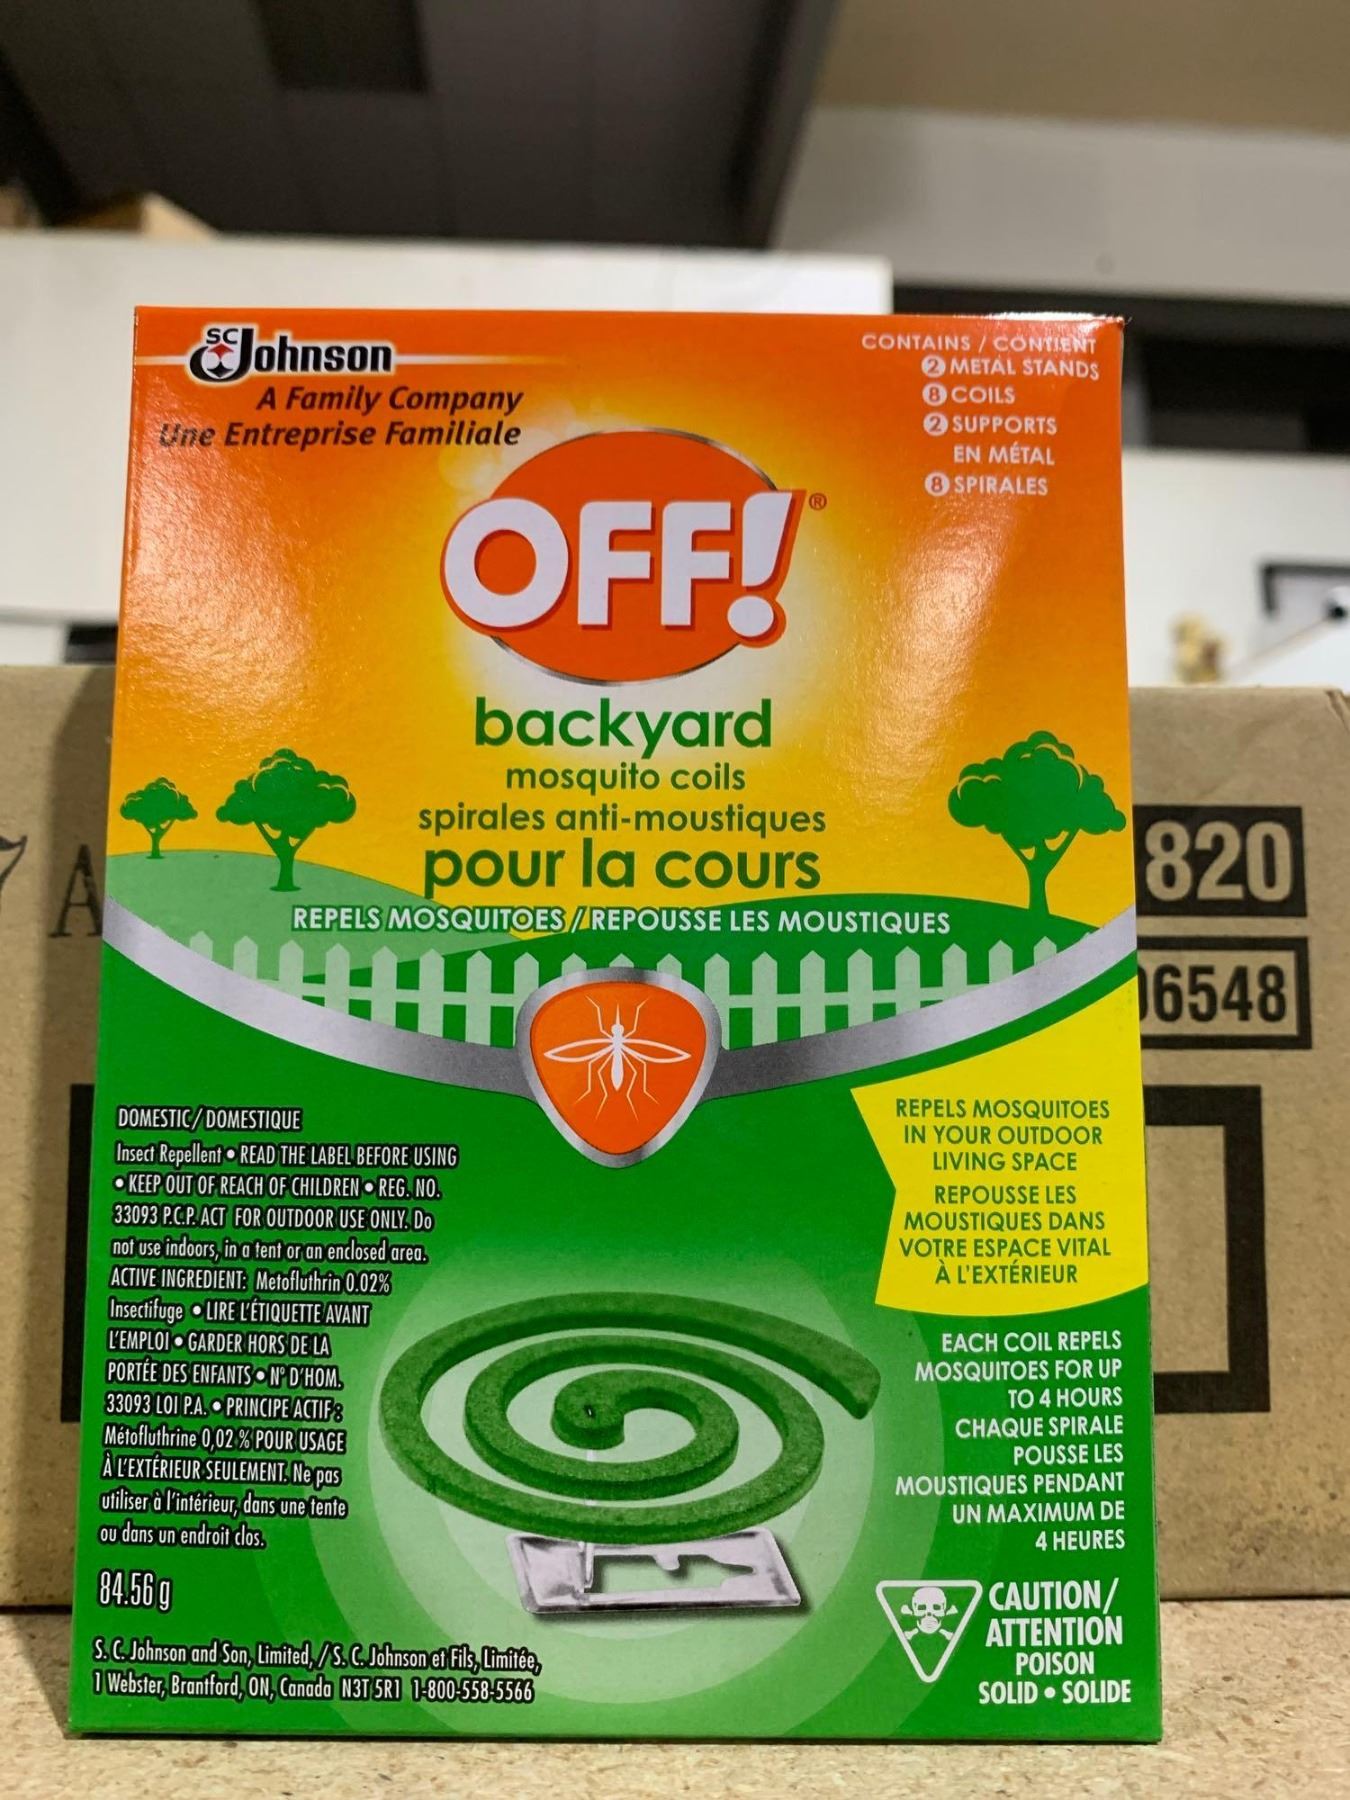 SC Johnson
A Family Company
Une Entreprise Familiale
CONTAINS / CONTIENT
2 METAL STANDS
8 COILS
2 SUPPORTS
EN MÉTAL
8 SPIRALES
OFF!®
backyard
mosquito coils
spirales anti-moustiques
pour la cours
REPELS MOSQUITOES / REPOUSSE LES MOUSTIQUES
DOMESTIC/DOMESTIQUE
Insect Repellent • READ THE LABEL BEFORE USING
• KEEP OUT OF REACH OF CHILDREN • REG. NO.
33093 P.C.P. ACT FOR OUTDOOR USE ONLY. Do
not use indoors, in a tent or an enclosed area.
ACTIVE INGREDIENT: Metofluthrin 0.02%
Insectifuge • LIRE L'ÉTIQUETTE AVANT
L'EMPLOI • GARDER HORS DE LA
PORTÉE DES ENFANTS • Nº D'HOM.
33093 LOI P.A. • PRINCIPE ACTIF :
Métofluthrine 0,02 % POUR USAGE
À L'EXTÉRIEUR SEULEMENT. Ne pas
utiliser à l'intérieur, dans une tente
ou dans un endroit clos.
84.56 g
S. C. Johnson and Son, Limited, / S. C. Johnson et Fils, Limitée,
1 Webster, Brantford, ON, Canada N3T 5R1 1-800-558-5566
REPELS MOSQUITOES
IN YOUR OUTDOOR
LIVING SPACE
REPOUSSE LES
MOUSTIQUES DANS
VOTRE ESPACE VITAL
À L'EXTÉRIEUR
EACH COIL REPELS
MOSQUITOES FOR UP
TO 4 HOURS
CHAQUE SPIRALE
POUSSE LES
MOUSTIQUES PENDANT
UN MAXIMUM DE
4 HEURES
CAUTION/
ATTENTION
POISON
SOLID • SOLIDE
820
6548
A